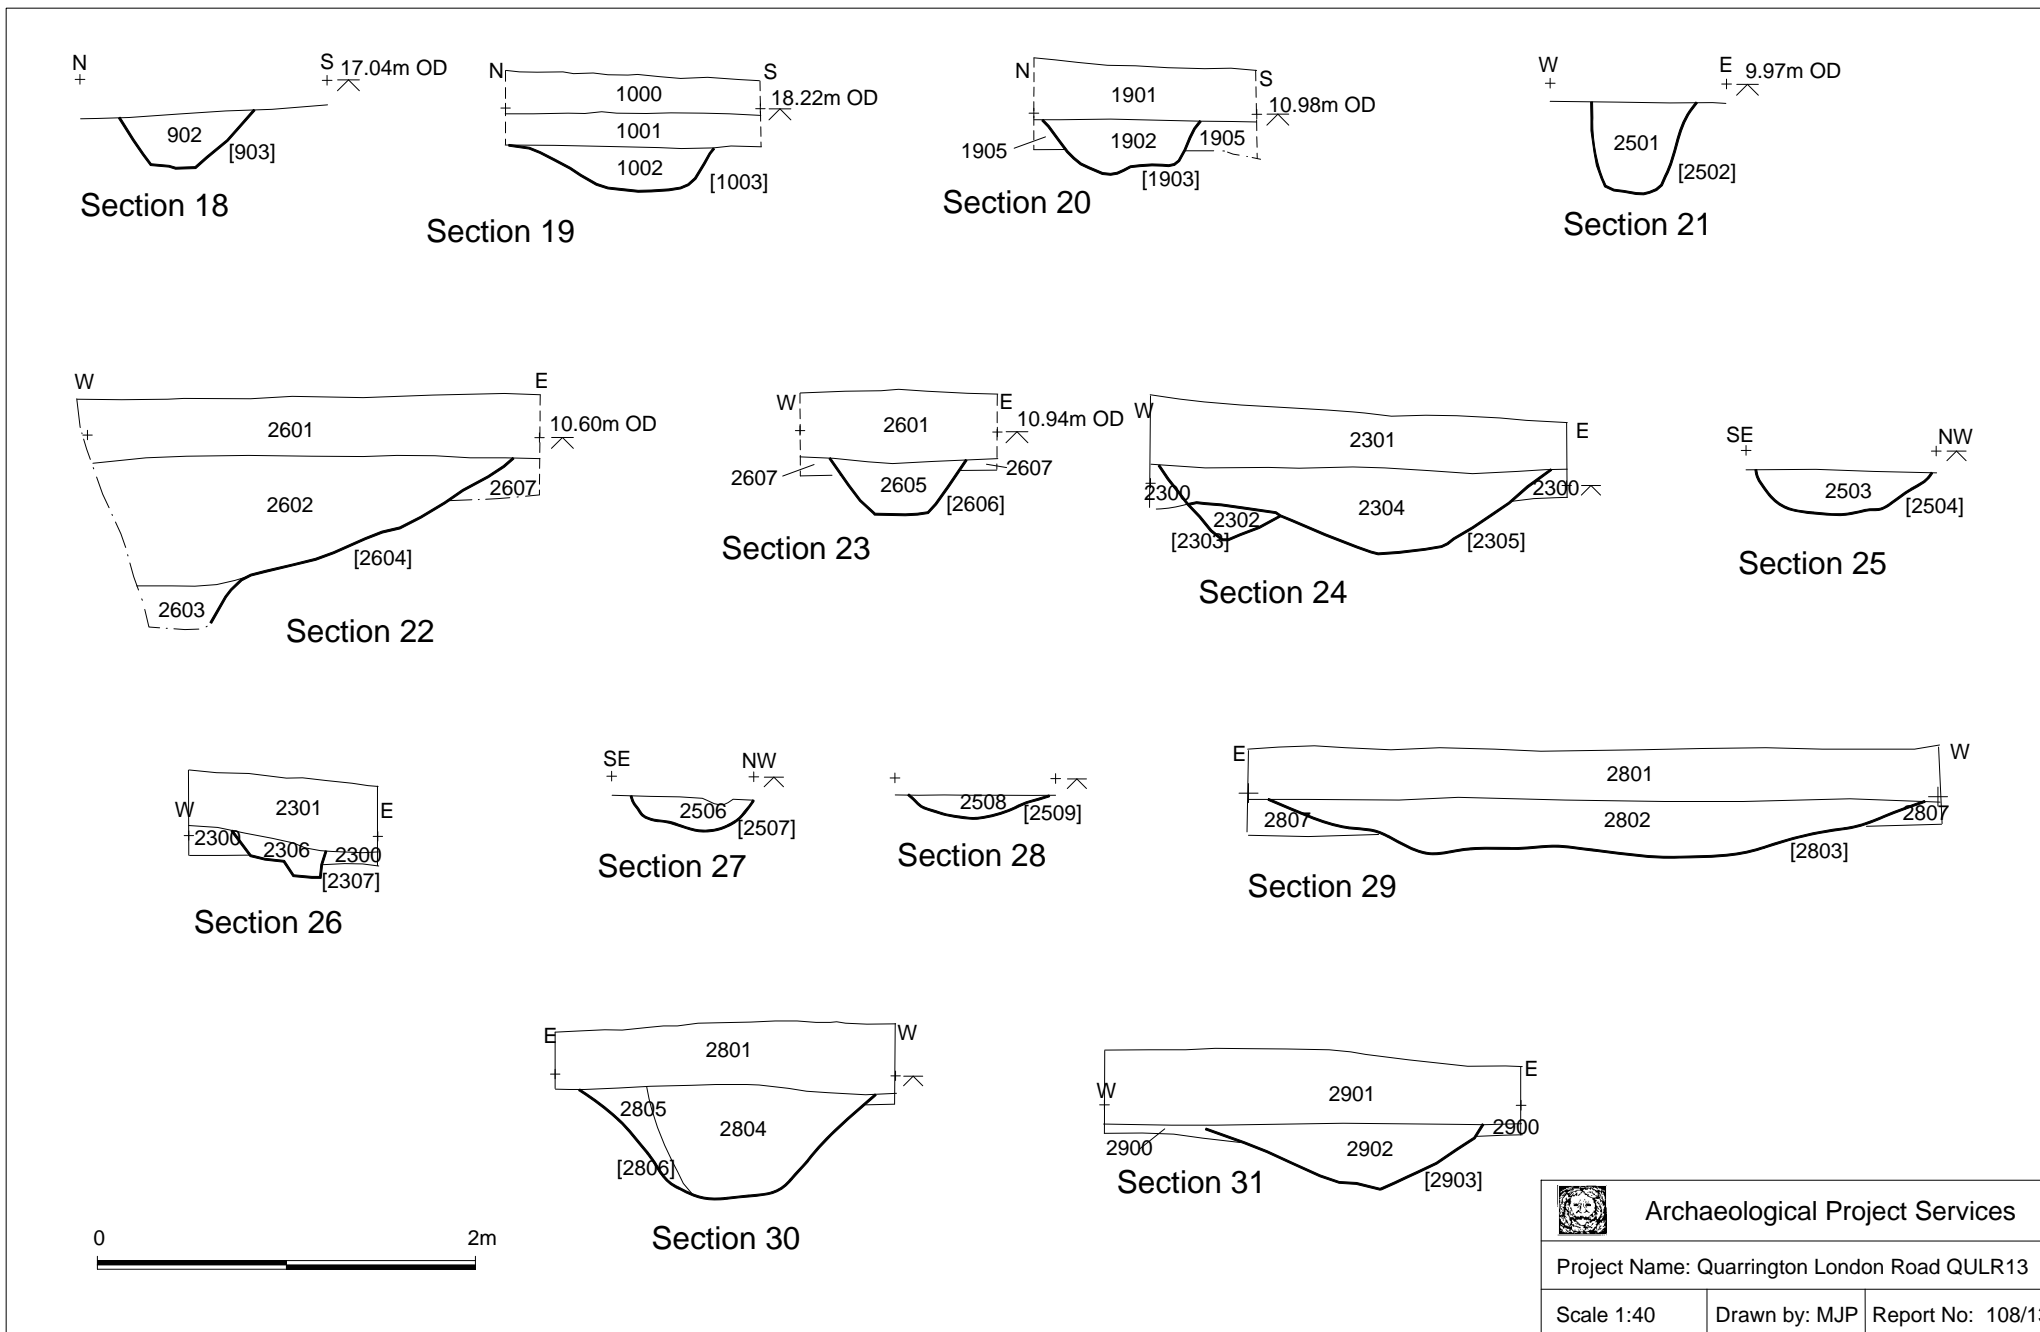 N S 17.04m OD
902
[903]
Section 18
N S 18.22m OD
1000
1001
1002
[1003]
Section 19
N S 10.98m OD
1901
1905 1902 1905
[1903]
Section 20
W E 9.97m OD
2501
[2502]
Section 21
W E
10.60m OD
2601
2602
2607
[2604]
2603
Section 22
W E
10.94m OD
2601
2607 2607
2605
[2606]
Section 23
W E
2301
2300 2300
2302 2304
[2303] [2305]
Section 24
SE NW
2503
[2504]
Section 25
W E
2301
2300 2306 2300
[2307]
Section 26
SE NW
2506
[2507]
Section 27
2508
[2509]
Section 28
E W
2801
2807 2802 2807
[2803]
Section 29
E W
2801
2805
2804
[2806]
Section 30
W E
2901
2900 2902 2900
[2903]
Section 31
0 2m
Archaeological Project Services
Project Name: Quarrington London Road QULR13
Scale 1:40 Drawn by: MJP Report No: